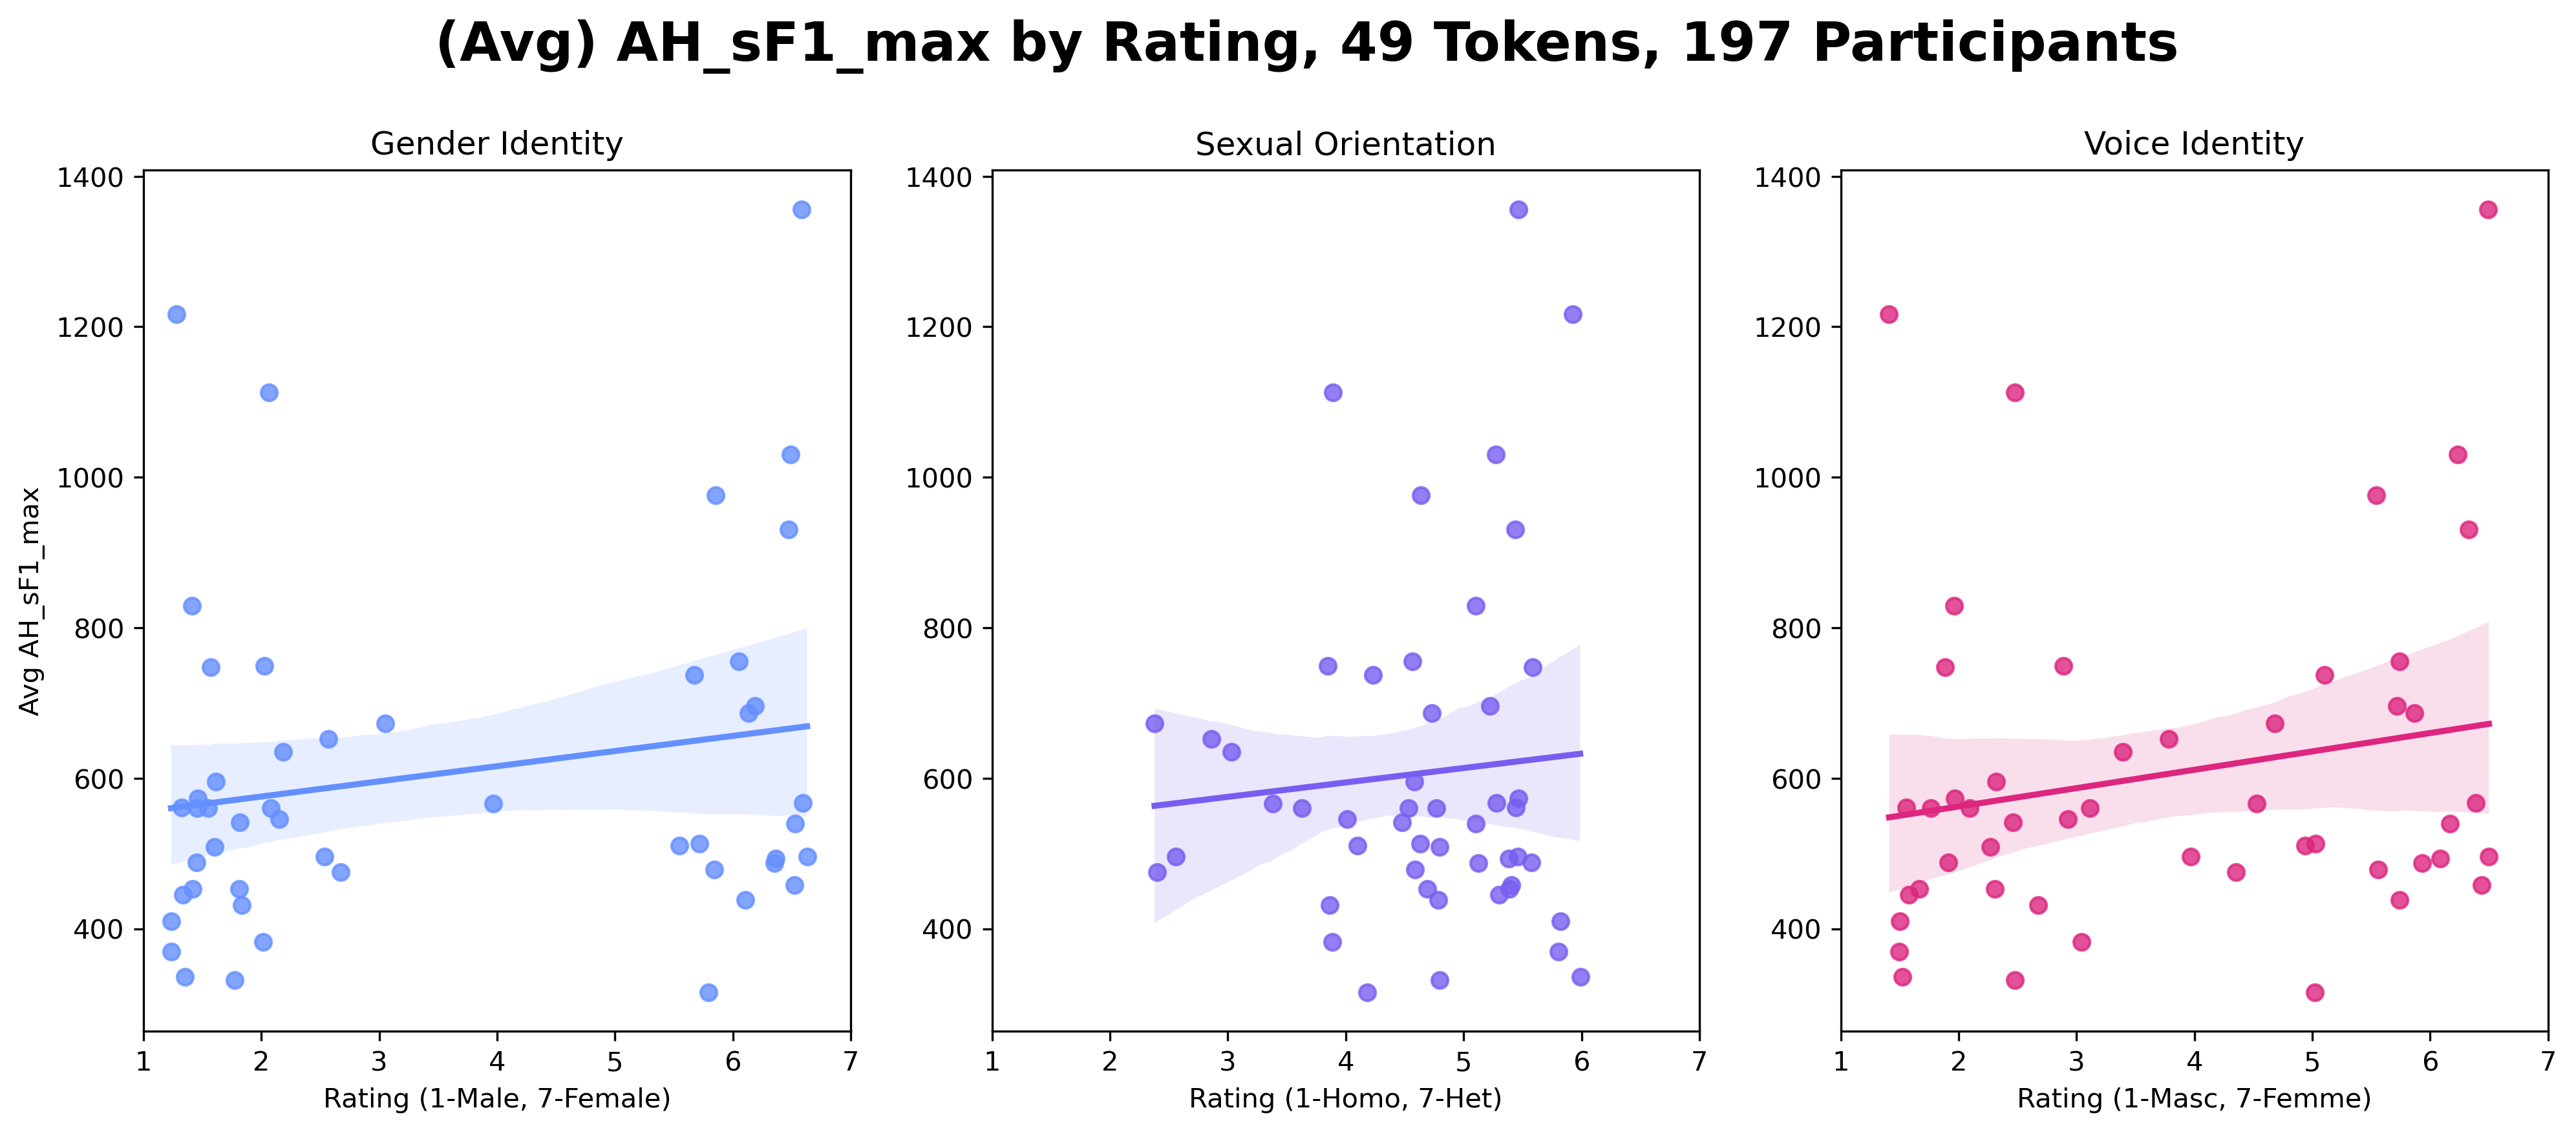 (Avg) AH_sF1_max by Rating, 49 Tokens, 197 Participants
Gender Identity
Sexual Orientation
Voice Identity
Avg AH_sF1_max
1400
1200
1000
800
600
400
1 2 3 4 5 6 7
Rating (1-Male, 7-Female)
1400
1200
1000
800
600
400
1 2 3 4 5 6 7
Rating (1-Homo, 7-Het)
1400
1200
1000
800
600
400
1 2 3 4 5 6 7
Rating (1-Masc, 7-Femme)